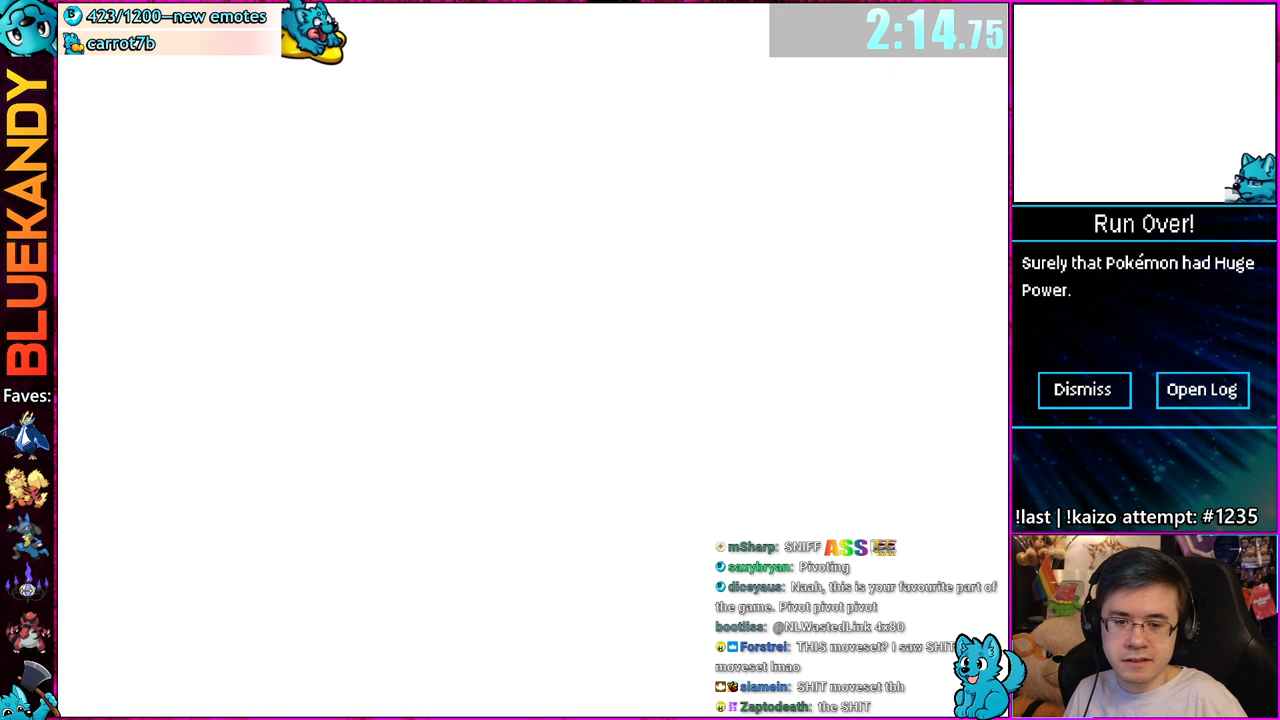 423/1200—new emotes
carrot7b
2:14.75
BLUEKANDY
Faves:
Run Over!
Surely that Pokémon had Huge
Power.
Dismiss
Open Log
!last | !kaizo attempt: #1235
mSharp: SNIFF ASS
saxybryan: Pivoting
diceyaus: Naah, this is your favourite part of
the game. Pivot pivot pivot
bootliss: @NLWastedLink 4x80
Forstrei: THIS moveset? I saw SHIT
moveset lmao
slamein: SHIT moveset tbh
Zaptodeath: the SHIT